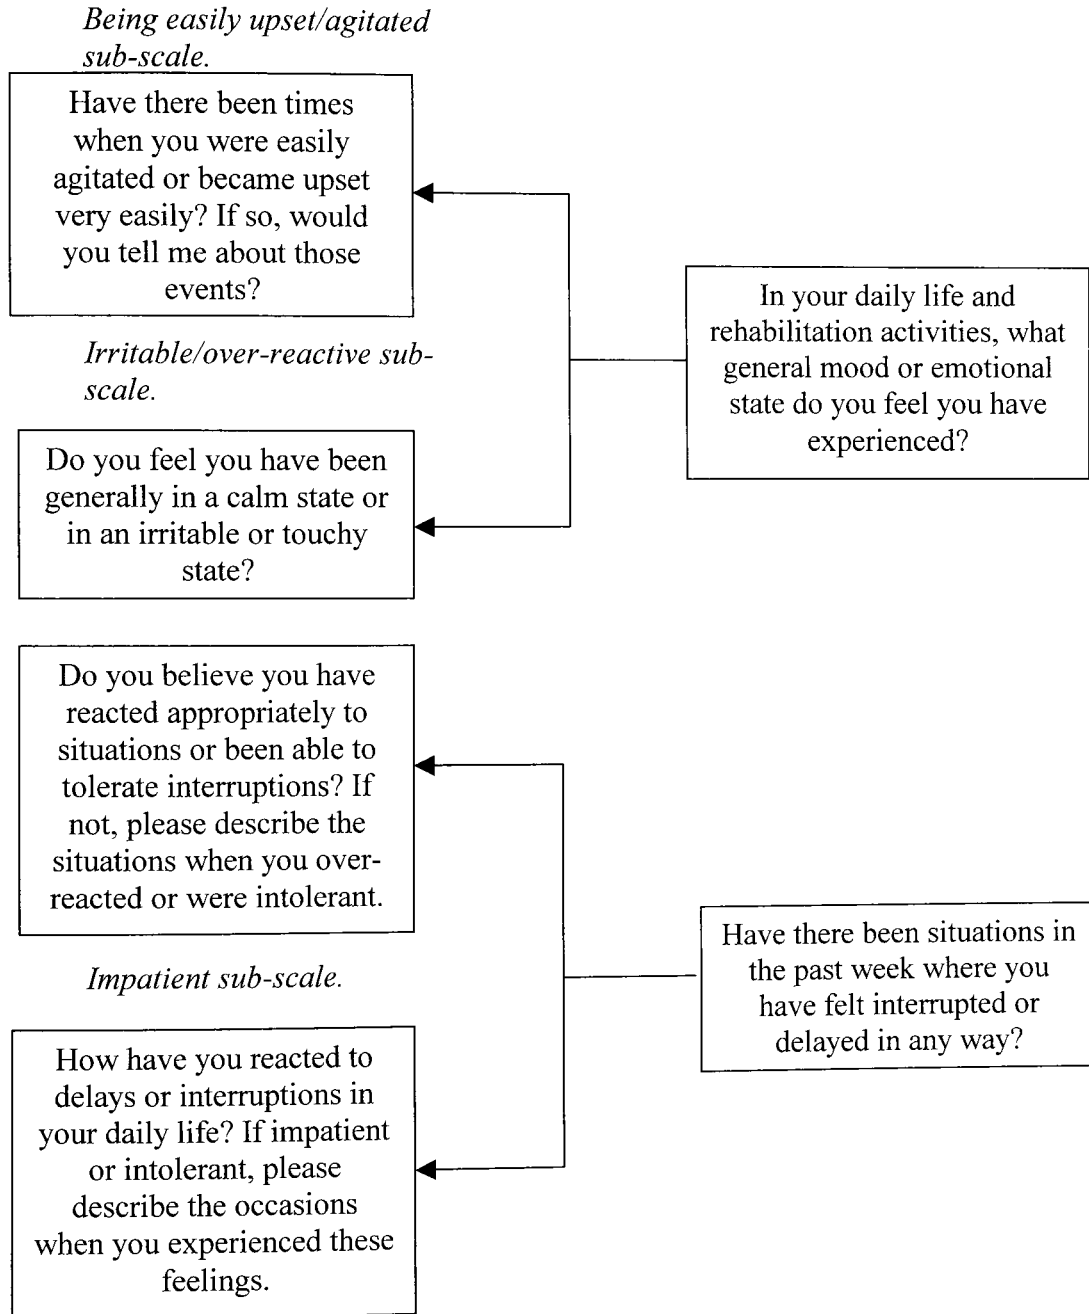 Being easily upset/agitated
sub-scale.
Have there been times
when you were easily
agitated or became upset
very easily? If so, would
you tell me about those
events?
In your daily life and
rehabilitation activities, what
general mood or emotional
state do you feel you have
experienced?
Irritable/over-reactive sub-
scale.
Do you feel you have been
generally in a calm state or
in an irritable or touchy
state?
Do you believe you have
reacted appropriately to
situations or been able to
tolerate interruptions? If
not, please describe the
situations when you over-
reacted or were intolerant.
Have there been situations in
the past week where you
have felt interrupted or
delayed in any way?
Impatient sub-scale.
How have you reacted to
delays or interruptions in
your daily life? If impatient
or intolerant, please
describe the occasions
when you experienced these
feelings.